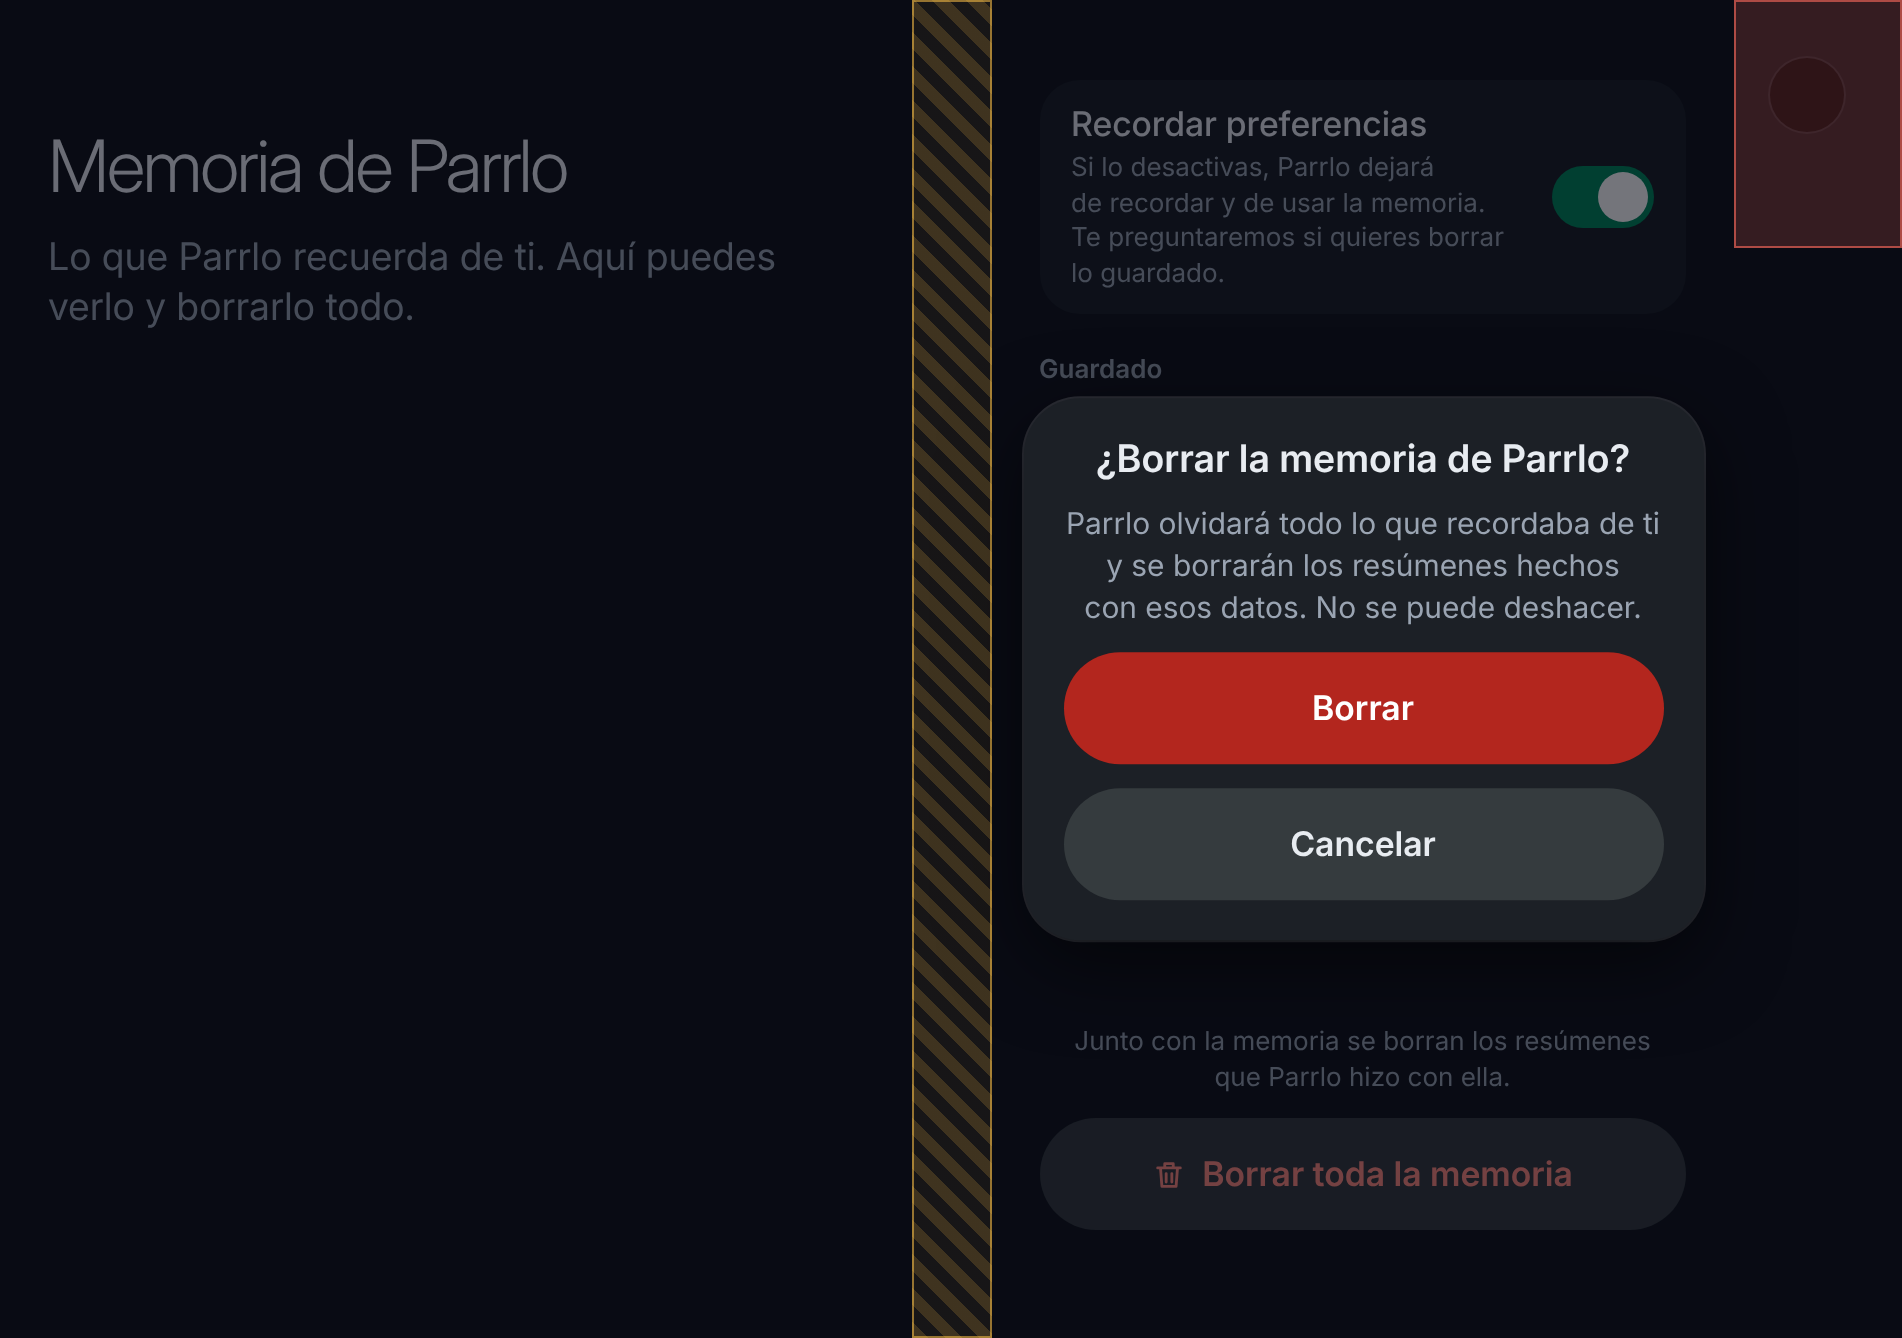 Memoria de Parrlo
Lo que Parrlo recuerda de ti. Aquí puedes
verlo y borrarlo todo.
Recordar preferencias
Si lo desactivas, Parrlo dejará
de recordar y de usar la memoria.
Te preguntaremos si quieres borrar
lo guardado.
Guardado
¿Borrar la memoria de Parrlo?
Parrlo olvidará todo lo que recordaba de ti
y se borrarán los resúmenes hechos
con esos datos. No se puede deshacer.
Borrar
Cancelar
Junto con la memoria se borran los resúmenes
que Parrlo hizo con ella.
Borrar toda la memoria